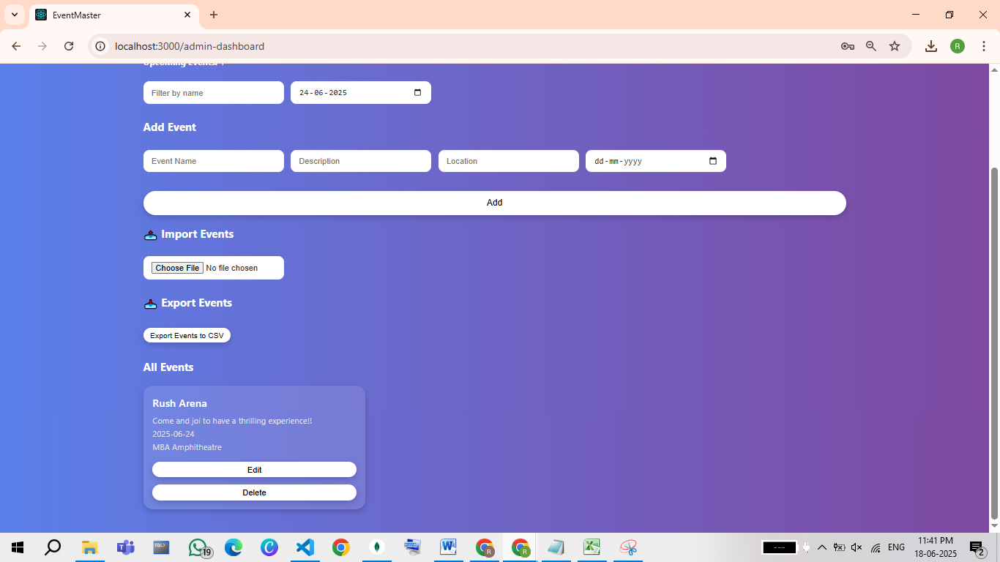 EventMaster
localhost:3000/admin-dashboard
R
Filter by name
24-06-2025
Add Event
Event Name
Description
Location
dd-mm-yyyy
Add
Import Events
Choose File No file chosen
Export Events
Export Events to CSV
All Events
Rush Arena
Come and joi to have a thrilling experience!!
2025-06-24
MBA Amphitheatre
Edit
Delete
19
R
R
ENG
11:41 PM
18-06-2025
2